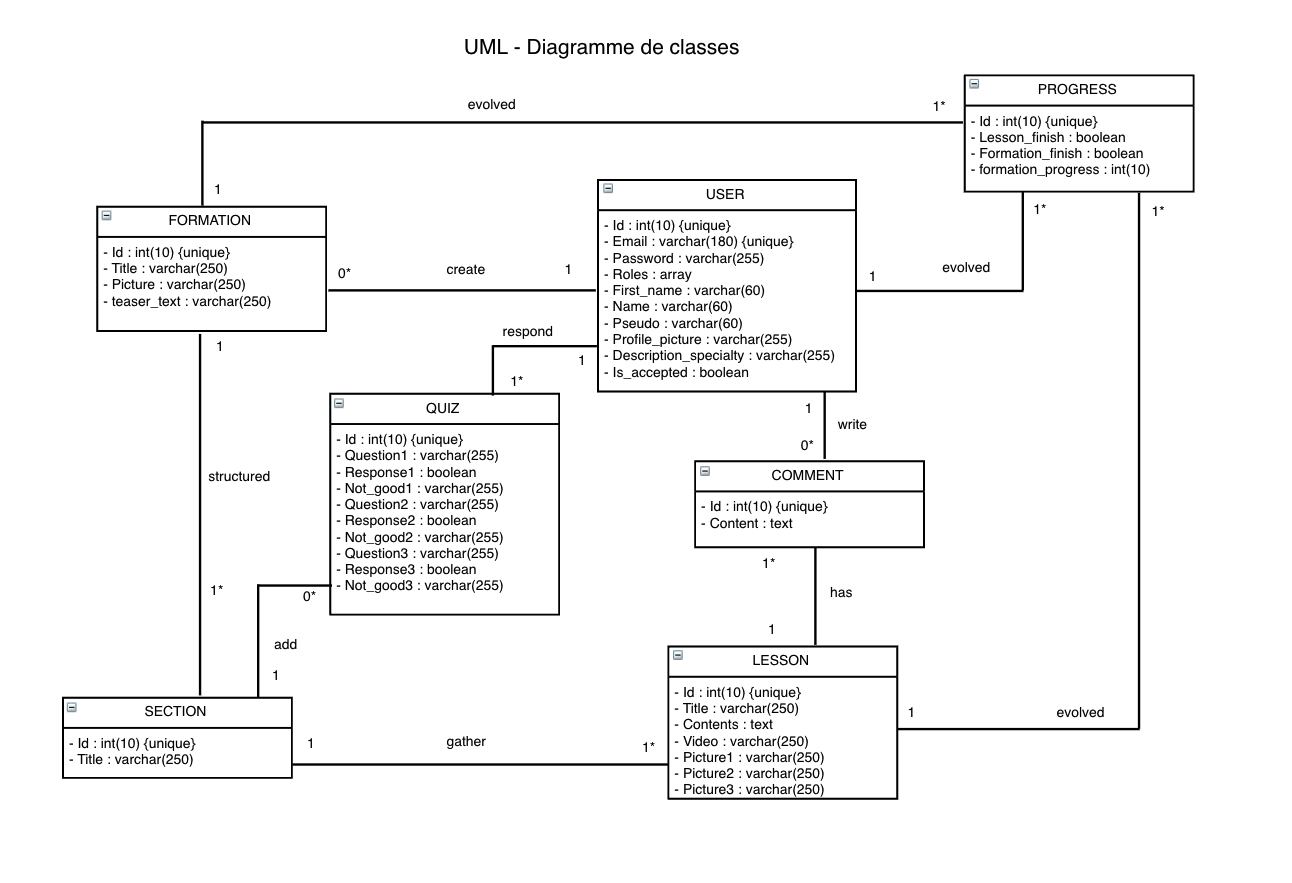 UML - Diagramme de classes
evolved
1*
1
PROGRESS
- Id : int(10) {unique}
- Lesson_finish : boolean
- Formation_finish : boolean
- formation_progress : int(10)
1*
1*
FORMATION
- Id : int(10) {unique}
- Title : varchar(250)
- Picture : varchar(250)
- teaser_text : varchar(250)
0*
create
1
USER
- Id : int(10) {unique}
- Email : varchar(180) {unique}
- Password : varchar(255)
- Roles : array
- First_name : varchar(60)
- Name : varchar(60)
- Pseudo : varchar(60)
- Profile_picture : varchar(255)
- Description_specialty : varchar(255)
- Is_accepted : boolean
1
evolved
respond
1
1*
1
structured
1*
QUIZ
- Id : int(10) {unique}
- Question1 : varchar(255)
- Response1 : boolean
- Not_good1 : varchar(255)
- Question2 : varchar(255)
- Response2 : boolean
- Not_good2 : varchar(255)
- Question3 : varchar(255)
- Response3 : boolean
- Not_good3 : varchar(255)
0*
add
1
1
write
0*
COMMENT
- Id : int(10) {unique}
- Content : text
1*
has
1
SECTION
- Id : int(10) {unique}
- Title : varchar(250)
1
gather
1*
LESSON
- Id : int(10) {unique}
- Title : varchar(250)
- Contents : text
- Video : varchar(250)
- Picture1 : varchar(250)
- Picture2 : varchar(250)
- Picture3 : varchar(250)
1
evolved